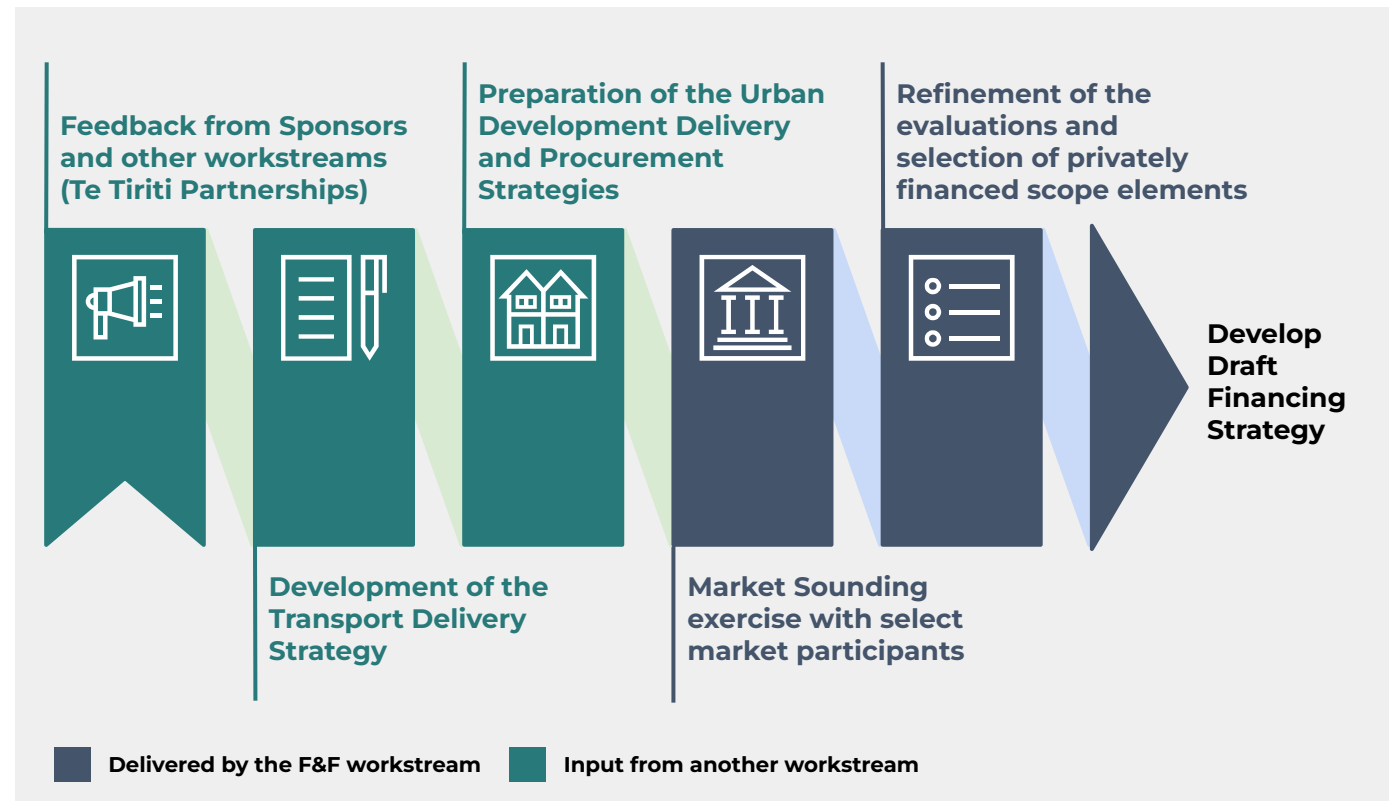 Feedback from Sponsors
and other workstreams
(Te Tiriti Partnerships)
Development of the
Transport Delivery
Strategy
Preparation of the Urban
Development Delivery
and Procurement
Strategies
Market Sounding
exercise with select
market participants
Refinement of the
evaluations and
selection of privately
financed scope elements
Develop
Draft
Financing
Strategy
Delivered by the F&F workstream
Input from another workstream